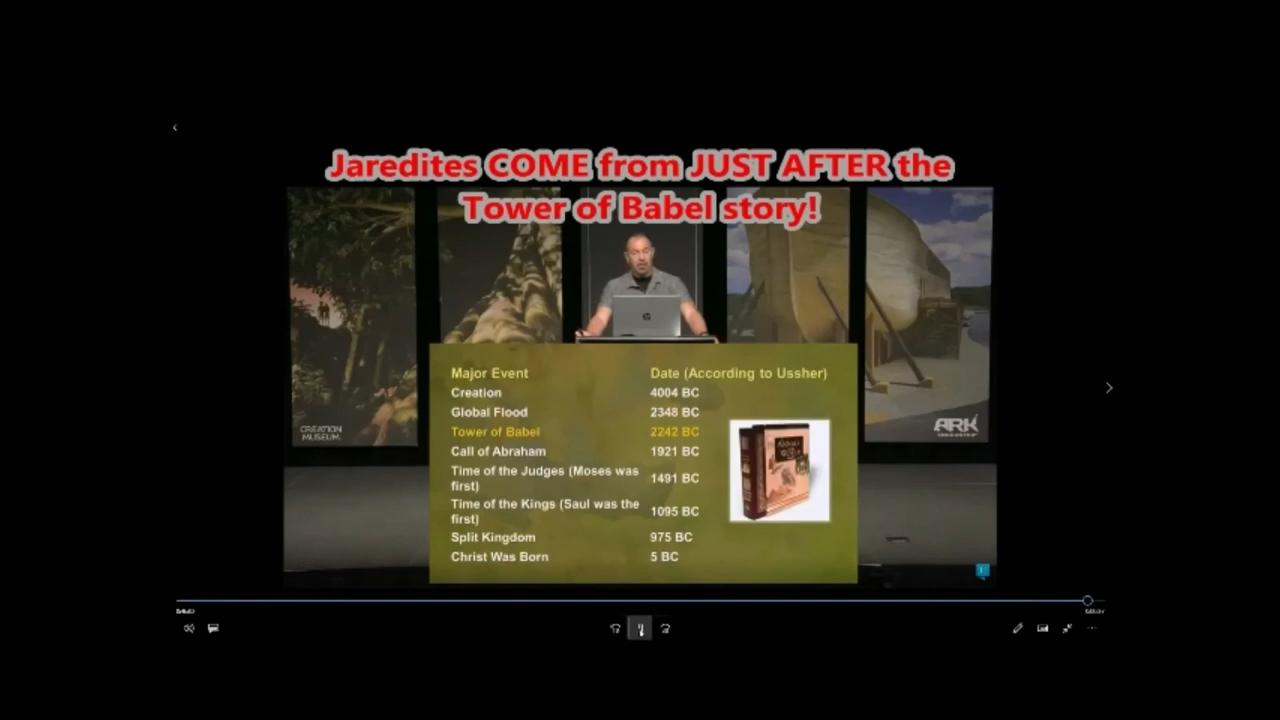 Jaredites COME from JUST AFTER the
Tower of Babel story!
Major Event Date (According to Ussher)
Creation 4004 BC
Global Flood 2348 BC
Tower of Babel 2242 BC
Call of Abraham 1921 BC
Time of the Judges (Moses was
first) 1491 BC
Time of the Kings (Saul was the
first) 1095 BC
Split Kingdom 975 BC
Christ Was Born 5 BC
CREATION
MUSEUM
ARK